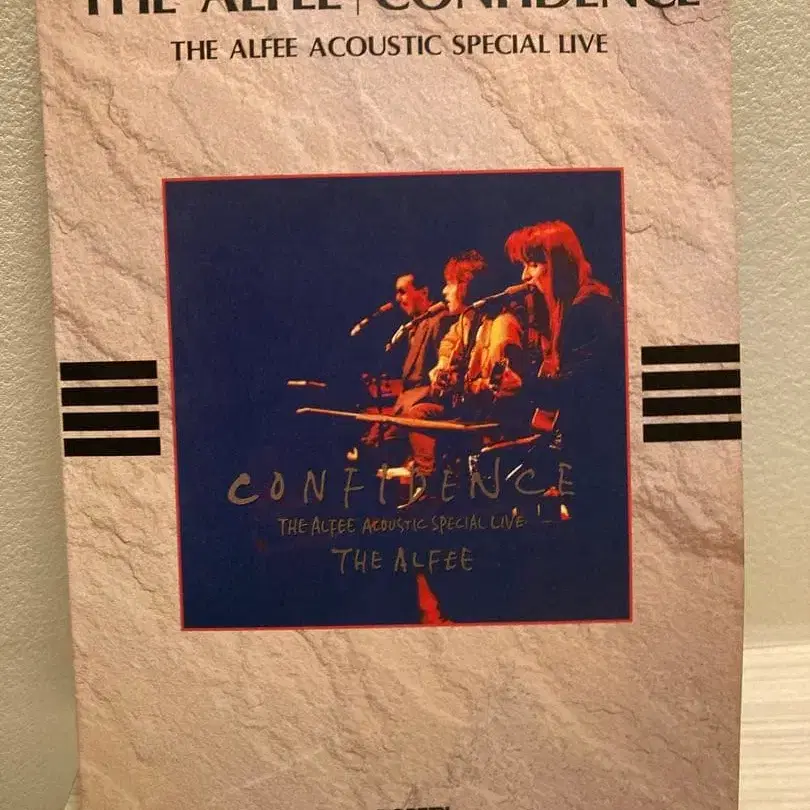 THE ALFEE | CONFIDENCE
THE ALFEE ACOUSTIC SPECIAL LIVE
CONFIDENCE
THE ALFEE ACOUSTIC SPECIAL LIVE
THE ALFEE